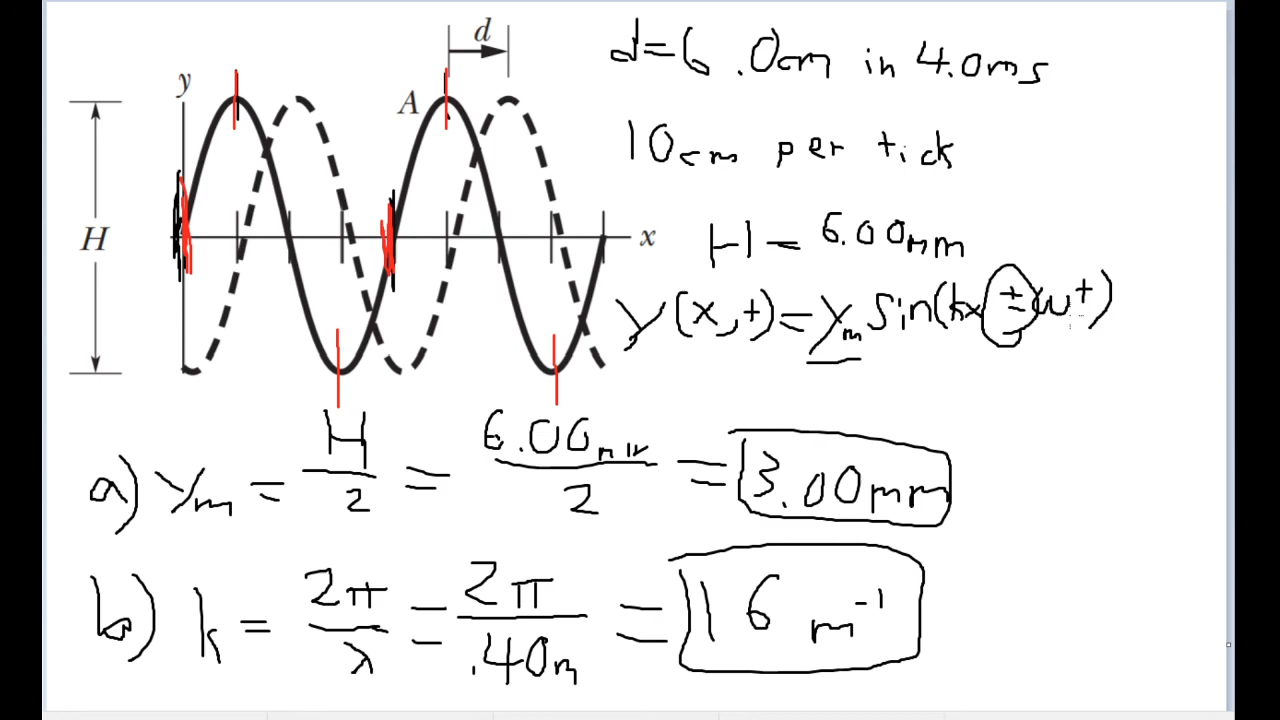 d
d=6.0cm in 4.0ms
y
A
10cm per tick
H
x
H = 6.00mm
y(x,t) = ym sin(kx ± ωt)
a) ym = H/2 = 6.00mm/2 = 3.00mm
b) k = 2π/λ = 2π/.40m = 16 m⁻¹